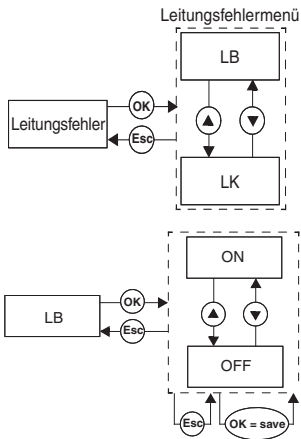 Leitungsfehlermenü
LB
OK
Leitungsfehler
Esc
LK
ON
OK
LB
Esc
OFF
Esc
OK = save